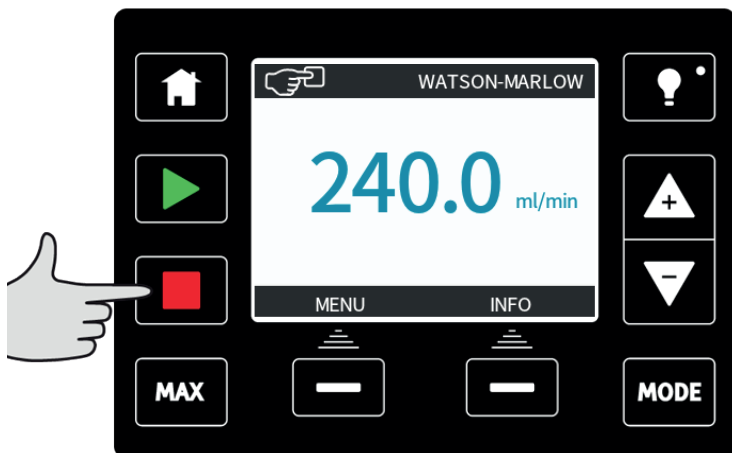 WATSON-MARLOW
240.0 ml/min
+
MENU INFO
−
MAX
MODE